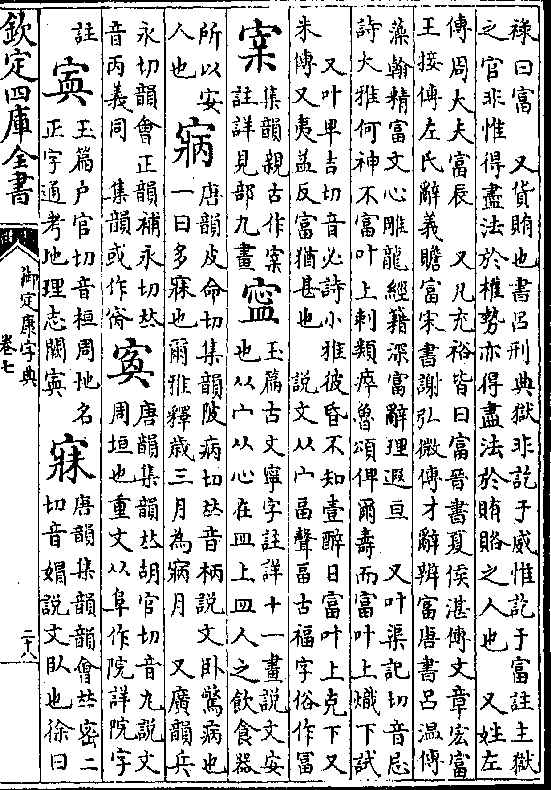 祿曰富 又貨賄也書呂刑典獄非訖于威惟訖于富註主獄
之官非惟得盡法於權勢亦得盡法於賄賂之人也 又姓左
傳周大夫富辰 又凡充裕皆曰富晉書夏侯湛傳文章宏富
王接傳左氏辭義贍富宋書謝弘微傳才辭辨富唐書呂温傳
藻翰精富文心雕龍經籍深富辭理遐亘 又叶渠記切音忌
詩大雅何神不富叶上刺類瘁魯頌俾爾壽而富叶上熾下試
又叶畢吉切音必詩小雅彼昏不知壹醉日富叶上克下又
朱傳又夷益反富猶甚也 說文从宀畐聲畐古福字俗作冨
集韻親古作
註詳見部九畫
寍
玉篇古文寧字註詳十一畫說文安
也从宀从心在皿上皿人之飲食器
所以安
人也
寎
唐韻皮命切集韻陂病切𠀤音柄說文卧驚病也
一曰多寐也爾雅釋歲三月為寎月 又廣韻兵
永切韻會正韻補永切𠀤
音丙義同 集韻或作
寏
唐韻集韻𠀤胡官切音丸說文
周垣也重文从阜作院詳院字
註
玉篇戶官切音桓周地名
正字通考地理志闕
寐
唐韻集韻韻會𠀤密二
切音媢說文卧也徐曰
欽定四庫全書
御定康字典
卷七
二十八